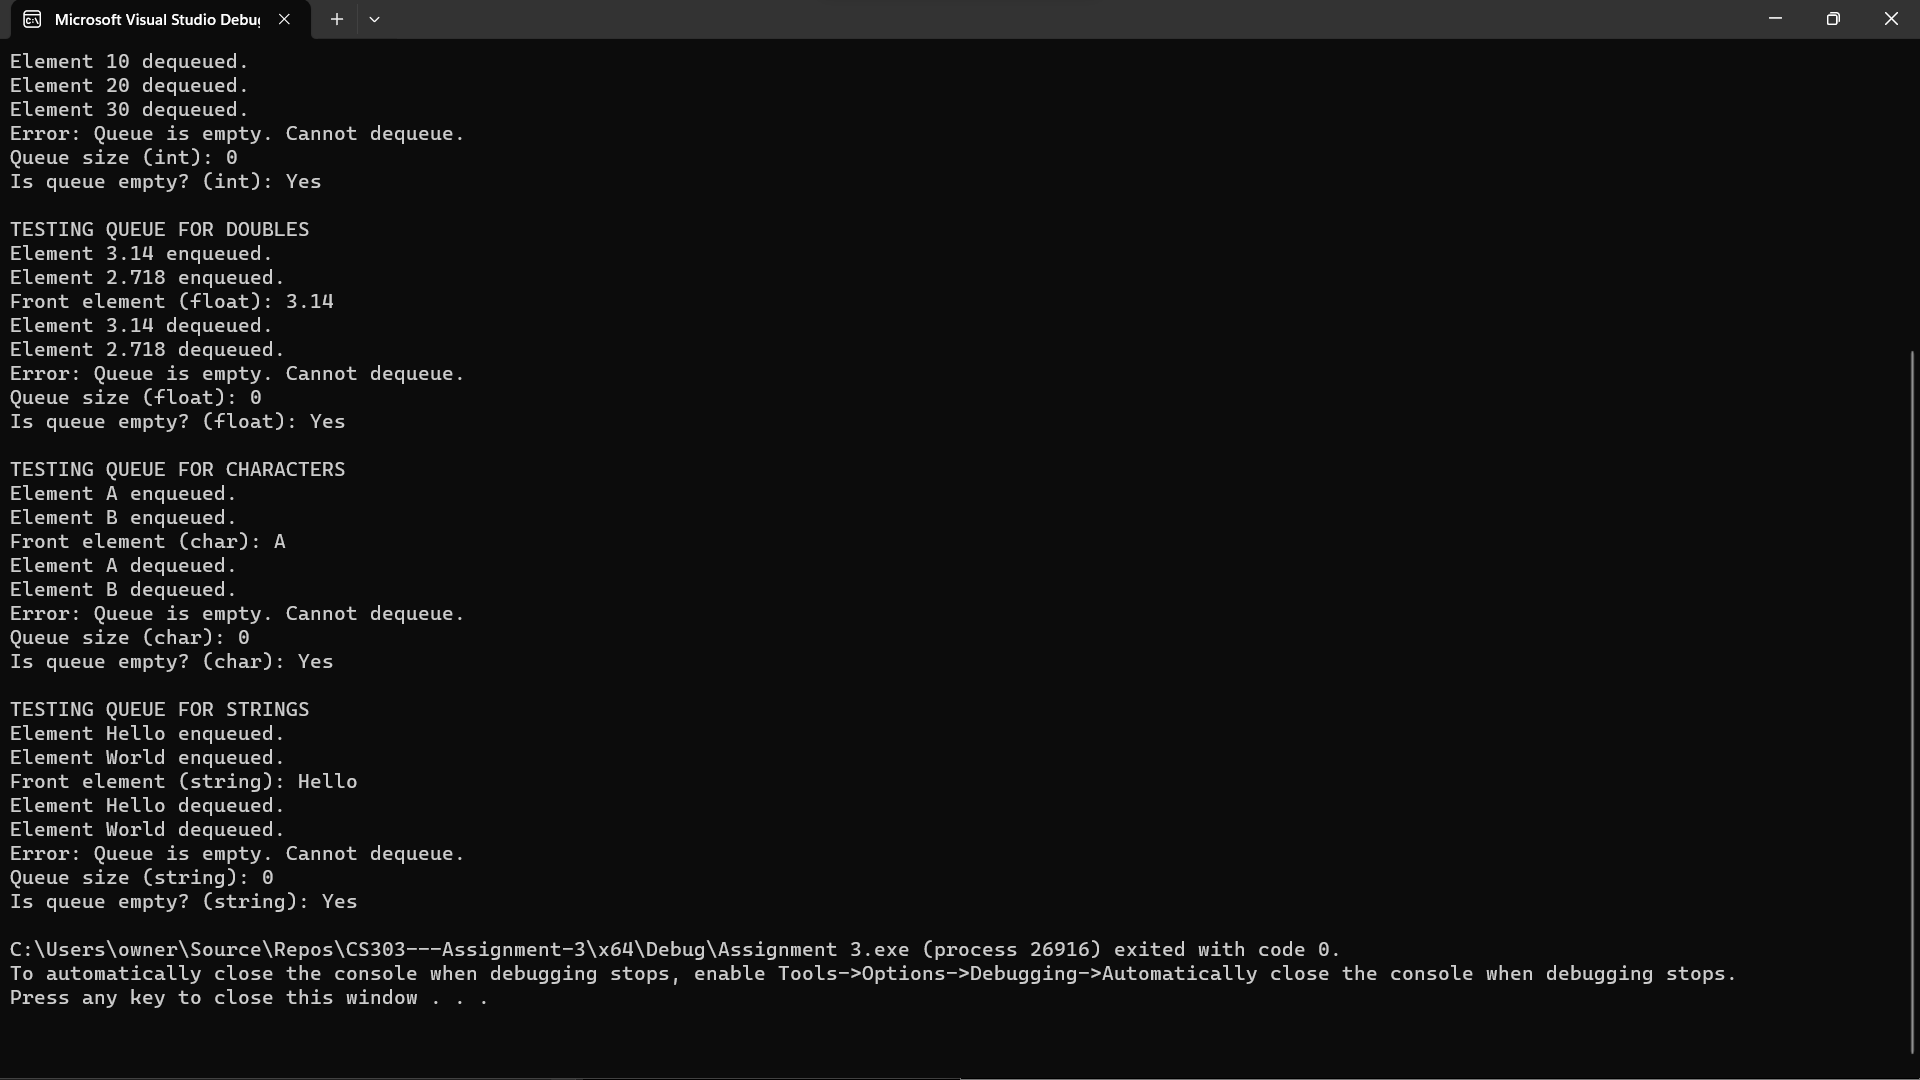 Microsoft Visual Studio Debu
Element 10 dequeued.
Element 20 dequeued.
Element 30 dequeued.
Error: Queue is empty. Cannot dequeue.
Queue size (int): 0
Is queue empty? (int): Yes
TESTING QUEUE FOR DOUBLES
Element 3.14 enqueued.
Element 2.718 enqueued.
Front element (float): 3.14
Element 3.14 dequeued.
Element 2.718 dequeued.
Error: Queue is empty. Cannot dequeue.
Queue size (float): 0
Is queue empty? (float): Yes
TESTING QUEUE FOR CHARACTERS
Element A enqueued.
Element B enqueued.
Front element (char): A
Element A dequeued.
Element B dequeued.
Error: Queue is empty. Cannot dequeue.
Queue size (char): 0
Is queue empty? (char): Yes
TESTING QUEUE FOR STRINGS
Element Hello enqueued.
Element World enqueued.
Front element (string): Hello
Element Hello dequeued.
Element World dequeued.
Error: Queue is empty. Cannot dequeue.
Queue size (string): 0
Is queue empty? (string): Yes
C:\Users\owner\Source\Repos\CS303---Assignment-3\x64\Debug\Assignment 3.exe (process 26916) exited with code 0.
To automatically close the console when debugging stops, enable Tools->Options->Debugging->Automatically close the console when debugging stops.
Press any key to close this window . . .